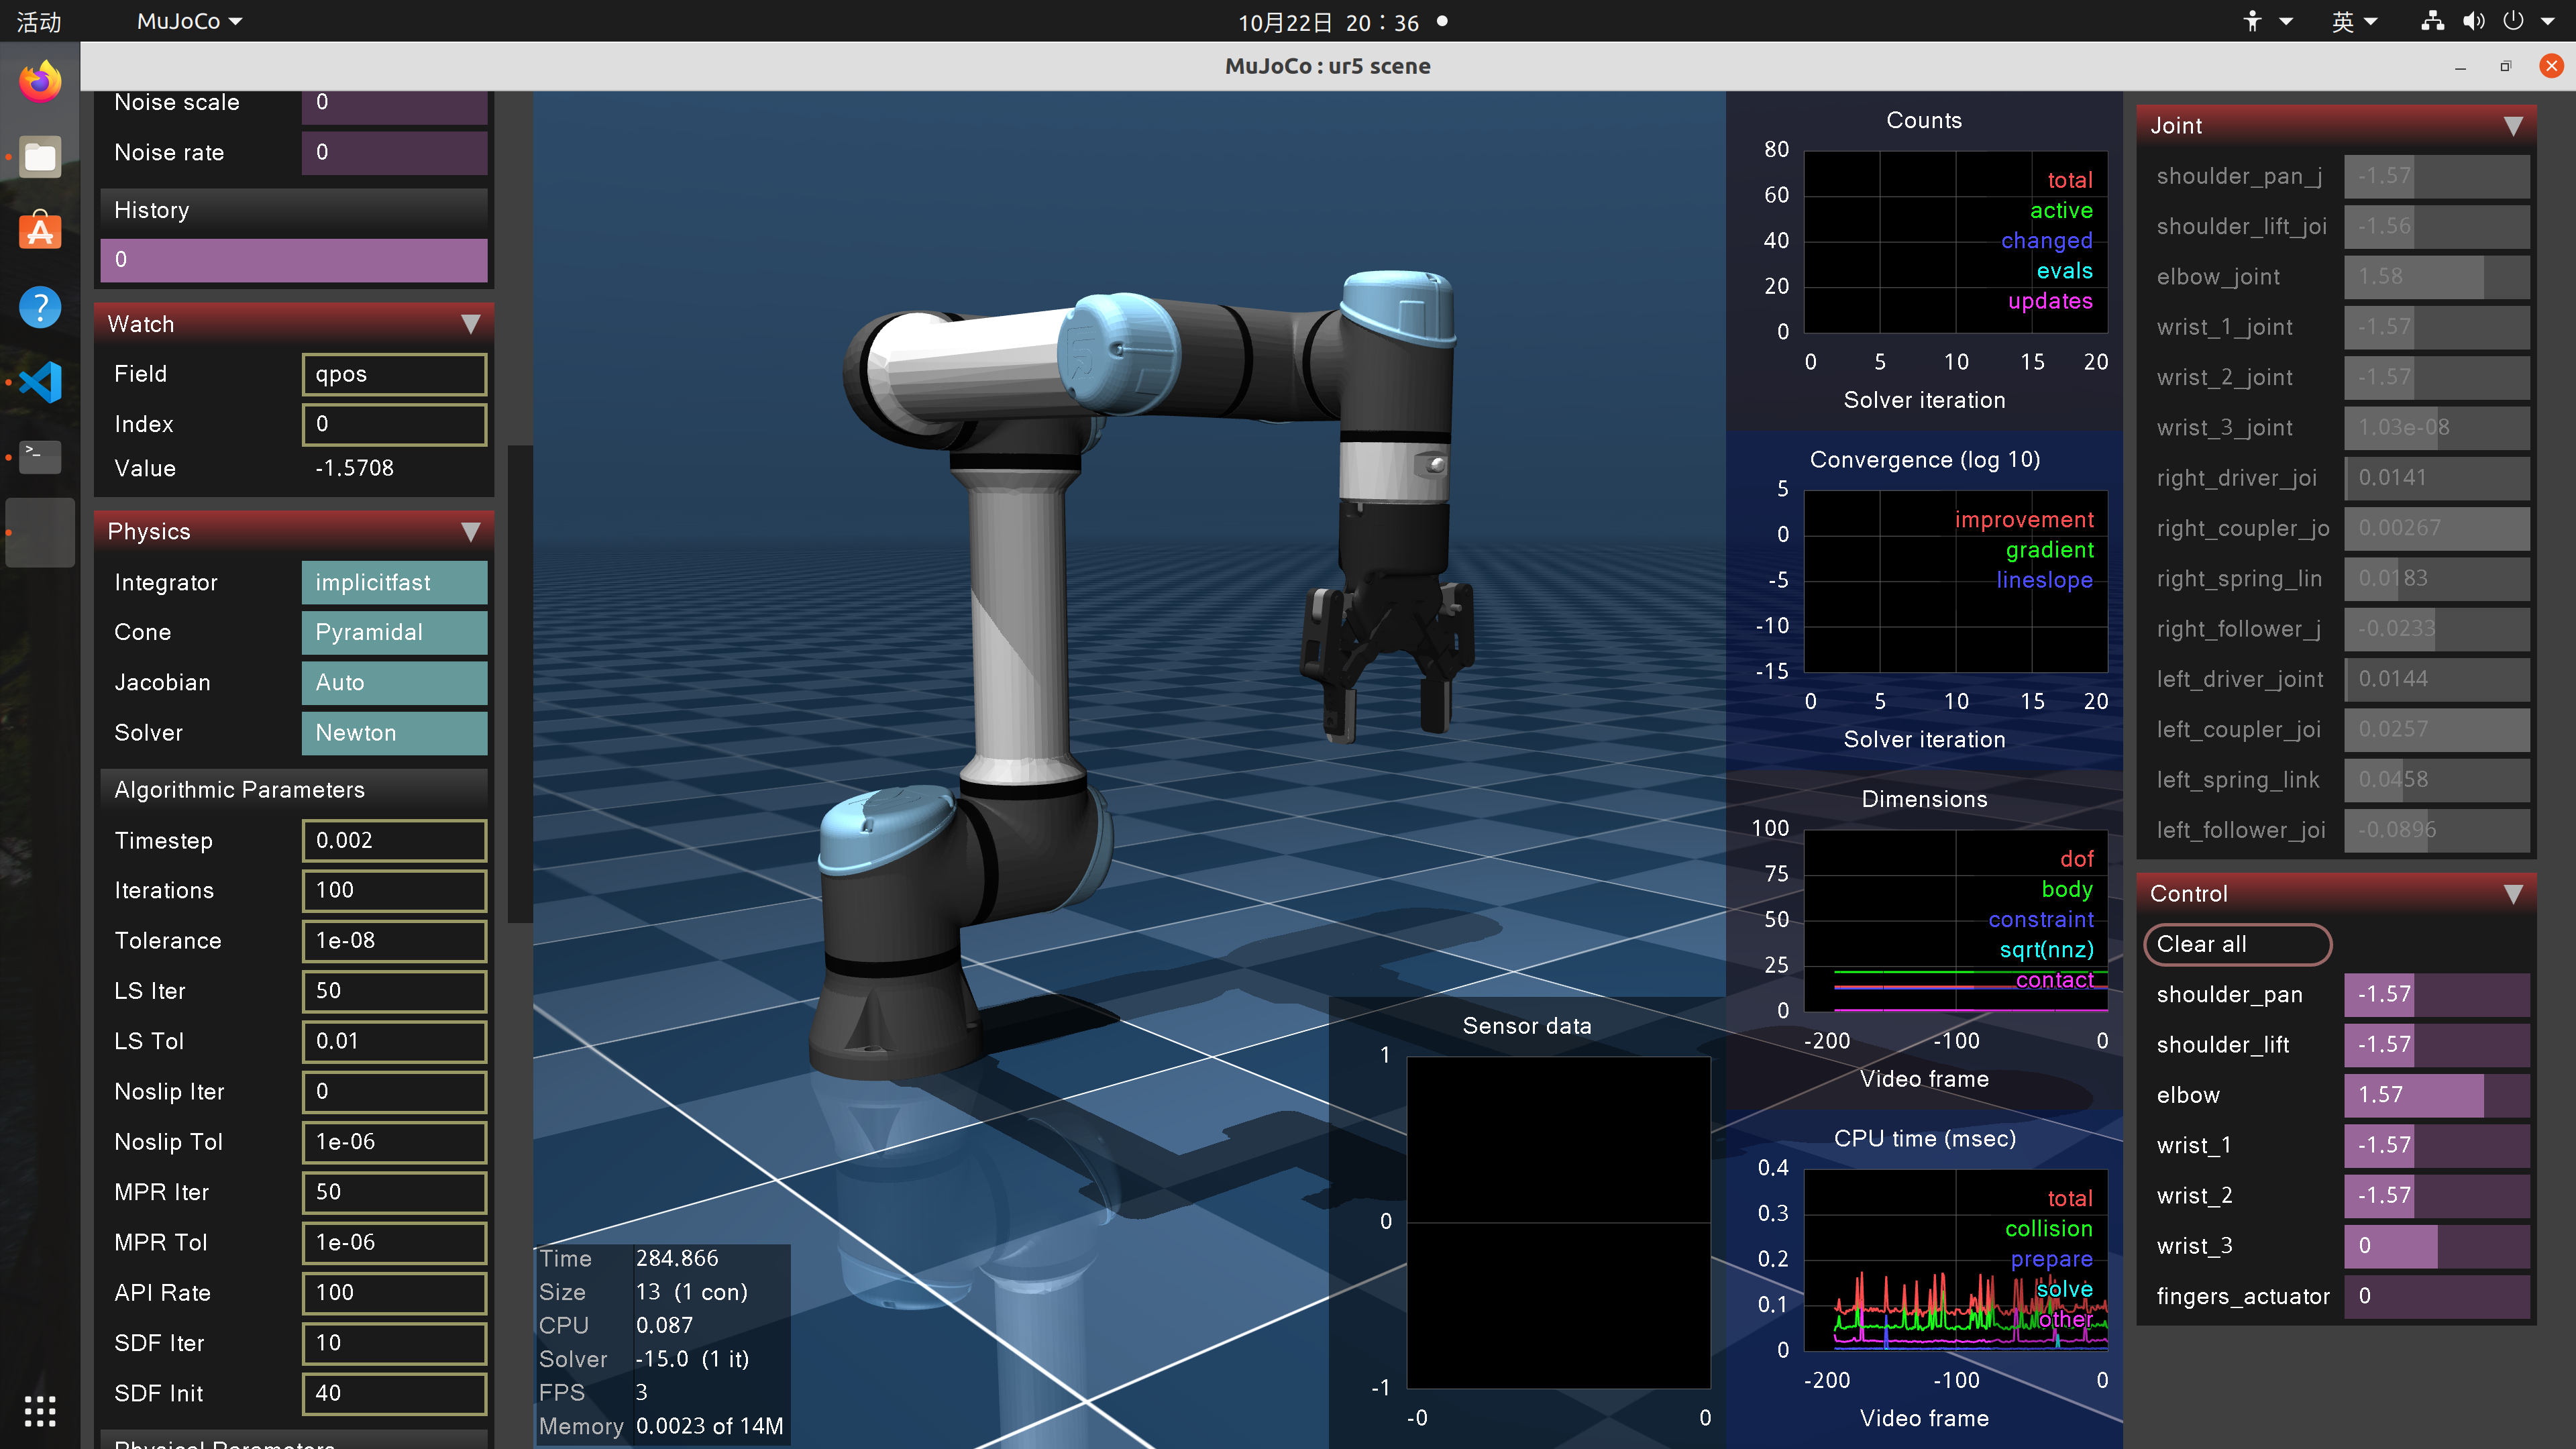 活动
MuJoCo
10月22日 20：36
英
MuJoCo : ur5 scene
Noise scale 0
Noise rate 0
History
0
Watch
Field qpos
Index 0
Value -1.5708
Physics
Integrator implicitfast
Cone Pyramidal
Jacobian Auto
Solver Newton
Algorithmic Parameters
Timestep 0.002
Iterations 100
Tolerance 1e-08
LS Iter 50
LS Tol 0.01
Noslip Iter 0
Noslip Tol 1e-06
MPR Iter 50
MPR Tol 1e-06
API Rate 100
SDF Iter 10
SDF Init 40
Physical Parameters
Time 284.866
Size 13 (1 con)
CPU 0.087
Solver -15.0 (1 it)
FPS 3
Memory 0.0023 of 14M
Sensor data
1
0
-1
-0 0
Counts
80
60
40
20
0
total
active
changed
evals
updates
0 5 10 15 20
Solver iteration
Convergence (log 10)
5
0
-5
-10
-15
improvement
gradient
lineslope
0 5 10 15 20
Solver iteration
Dimensions
100
75
50
25
0
dof
body
constraint
sqrt(nnz)
contact
-200 -100 0
Video frame
CPU time (msec)
0.4
0.3
0.2
0.1
0
total
collision
prepare
solve
other
-200 -100 0
Video frame
Joint
shoulder_pan_j -1.57
shoulder_lift_joi -1.56
elbow_joint 1.58
wrist_1_joint -1.57
wrist_2_joint -1.57
wrist_3_joint 1.03e-08
right_driver_joi 0.0141
right_coupler_jo 0.00267
right_spring_lin 0.0183
right_follower_j -0.0233
left_driver_joint 0.0144
left_coupler_joi 0.0257
left_spring_link 0.0458
left_follower_joi -0.0896
Control
Clear all
shoulder_pan -1.57
shoulder_lift -1.57
elbow 1.57
wrist_1 -1.57
wrist_2 -1.57
wrist_3 0
fingers_actuator 0